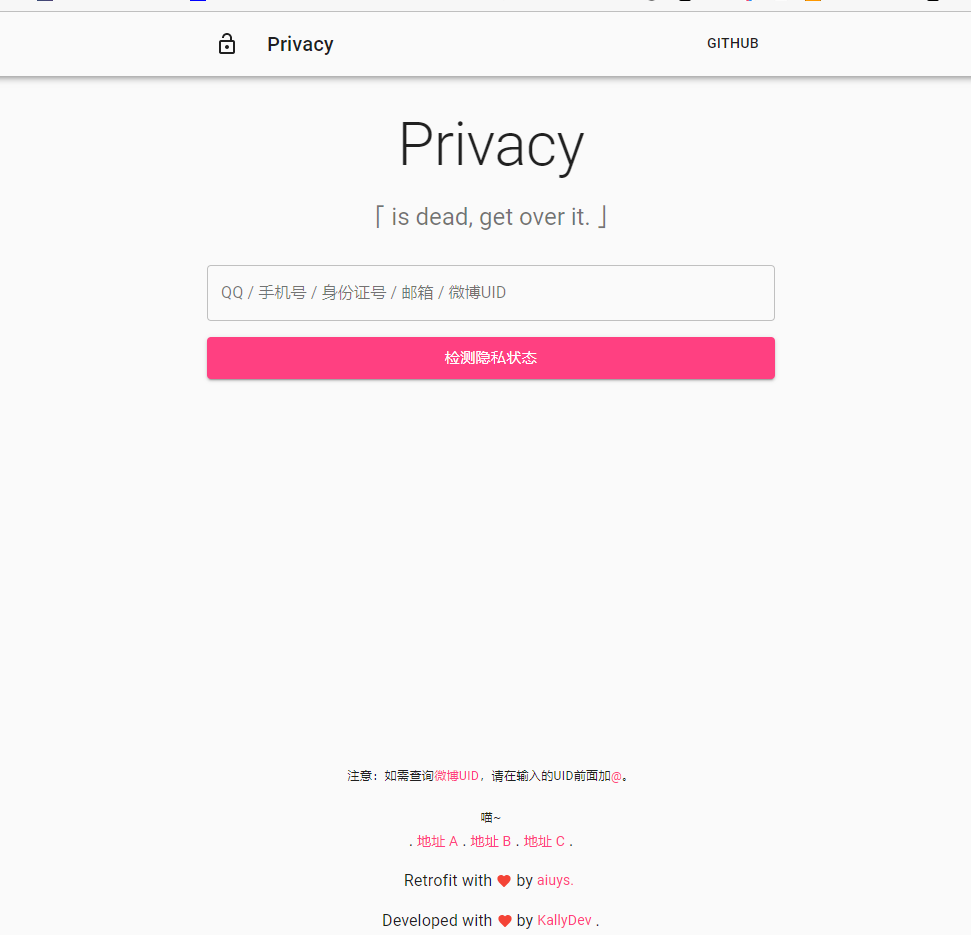 Privacy GITHUB
Privacy
「 is dead, get over it. 」
QQ / 手机号 / 身份证号 / 邮箱 / 微博UID
检测隐私状态
注意：如需查询微博UID，请在输入的UID前面加@。
喵~
. 地址 A . 地址 B . 地址 C .
Retrofit with ❤ by aiuys.
Developed with ❤ by KallyDev .